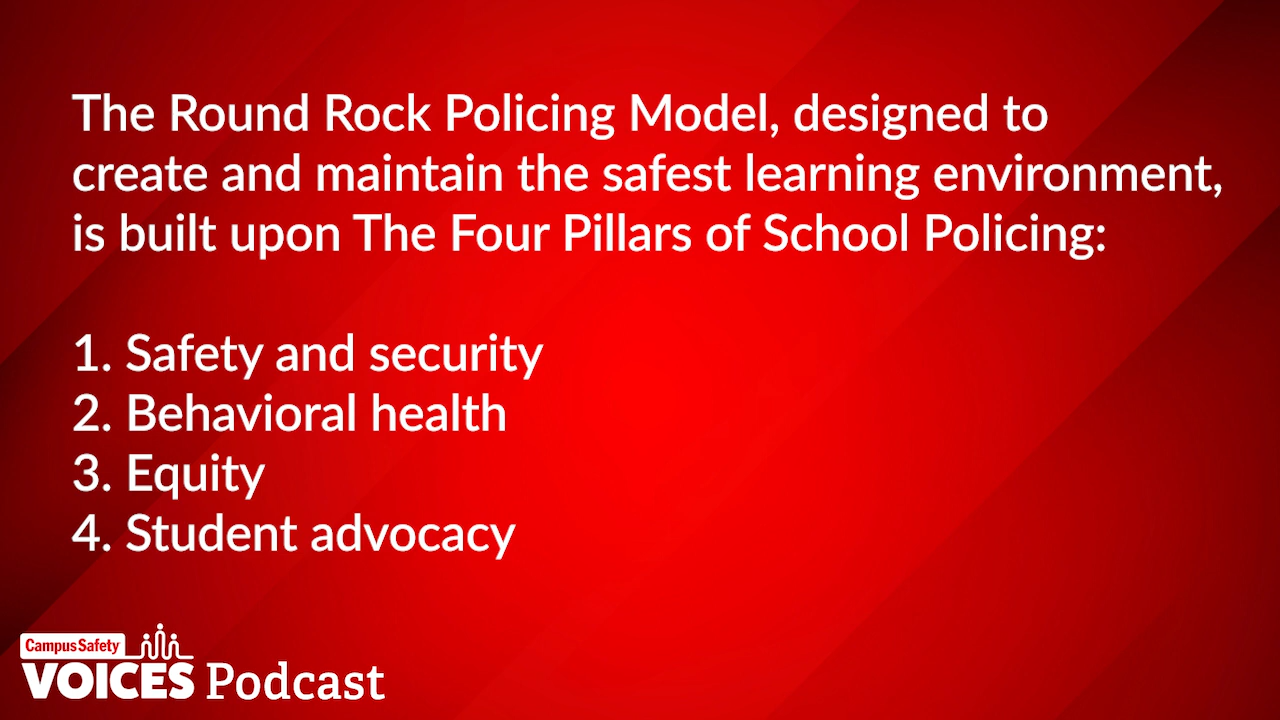 The Round Rock Policing Model, designed to
create and maintain the safest learning environment,
is built upon The Four Pillars of School Policing:
1. Safety and security
2. Behavioral health
3. Equity
4. Student advocacy
Campus Safety
VOICES Podcast